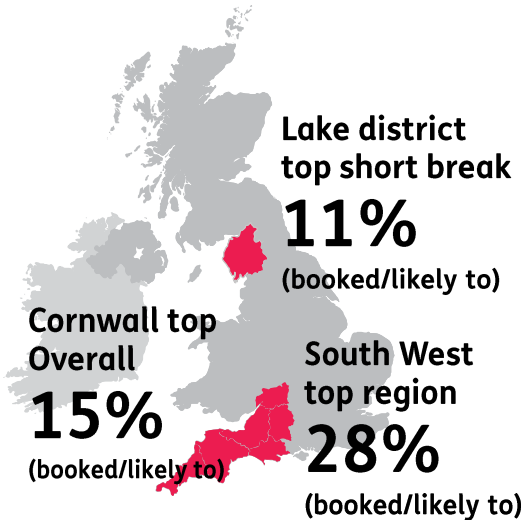 Lake district
top short break
11%
(booked/likely to)
Cornwall top
Overall
15%
(booked/likely to)
South West
top region
28%
(booked/likely to)